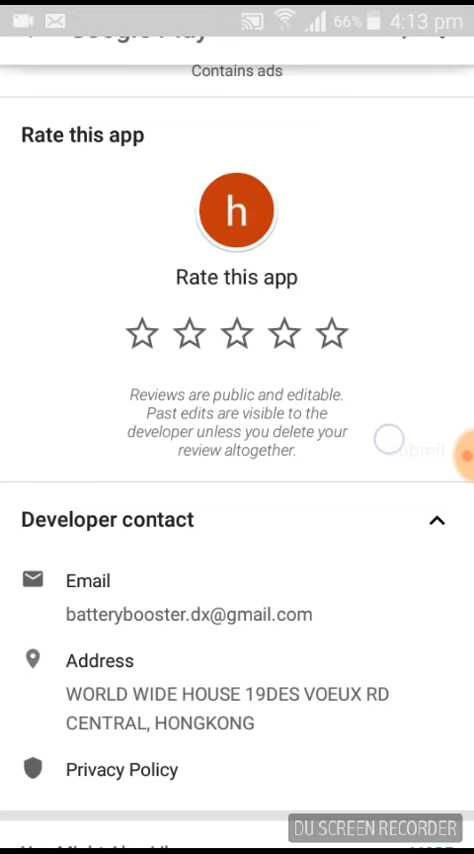 66% 4:13 pm
Google Play
Contains ads
Rate this app
h
Rate this app
Reviews are public and editable.
Past edits are visible to the
developer unless you delete your
review altogether.
Submit
Developer contact
Email
batterybooster.dx@gmail.com
Address
WORLD WIDE HOUSE 19DES VOEUX RD
CENTRAL, HONGKONG
Privacy Policy
DU SCREEN RECORDER